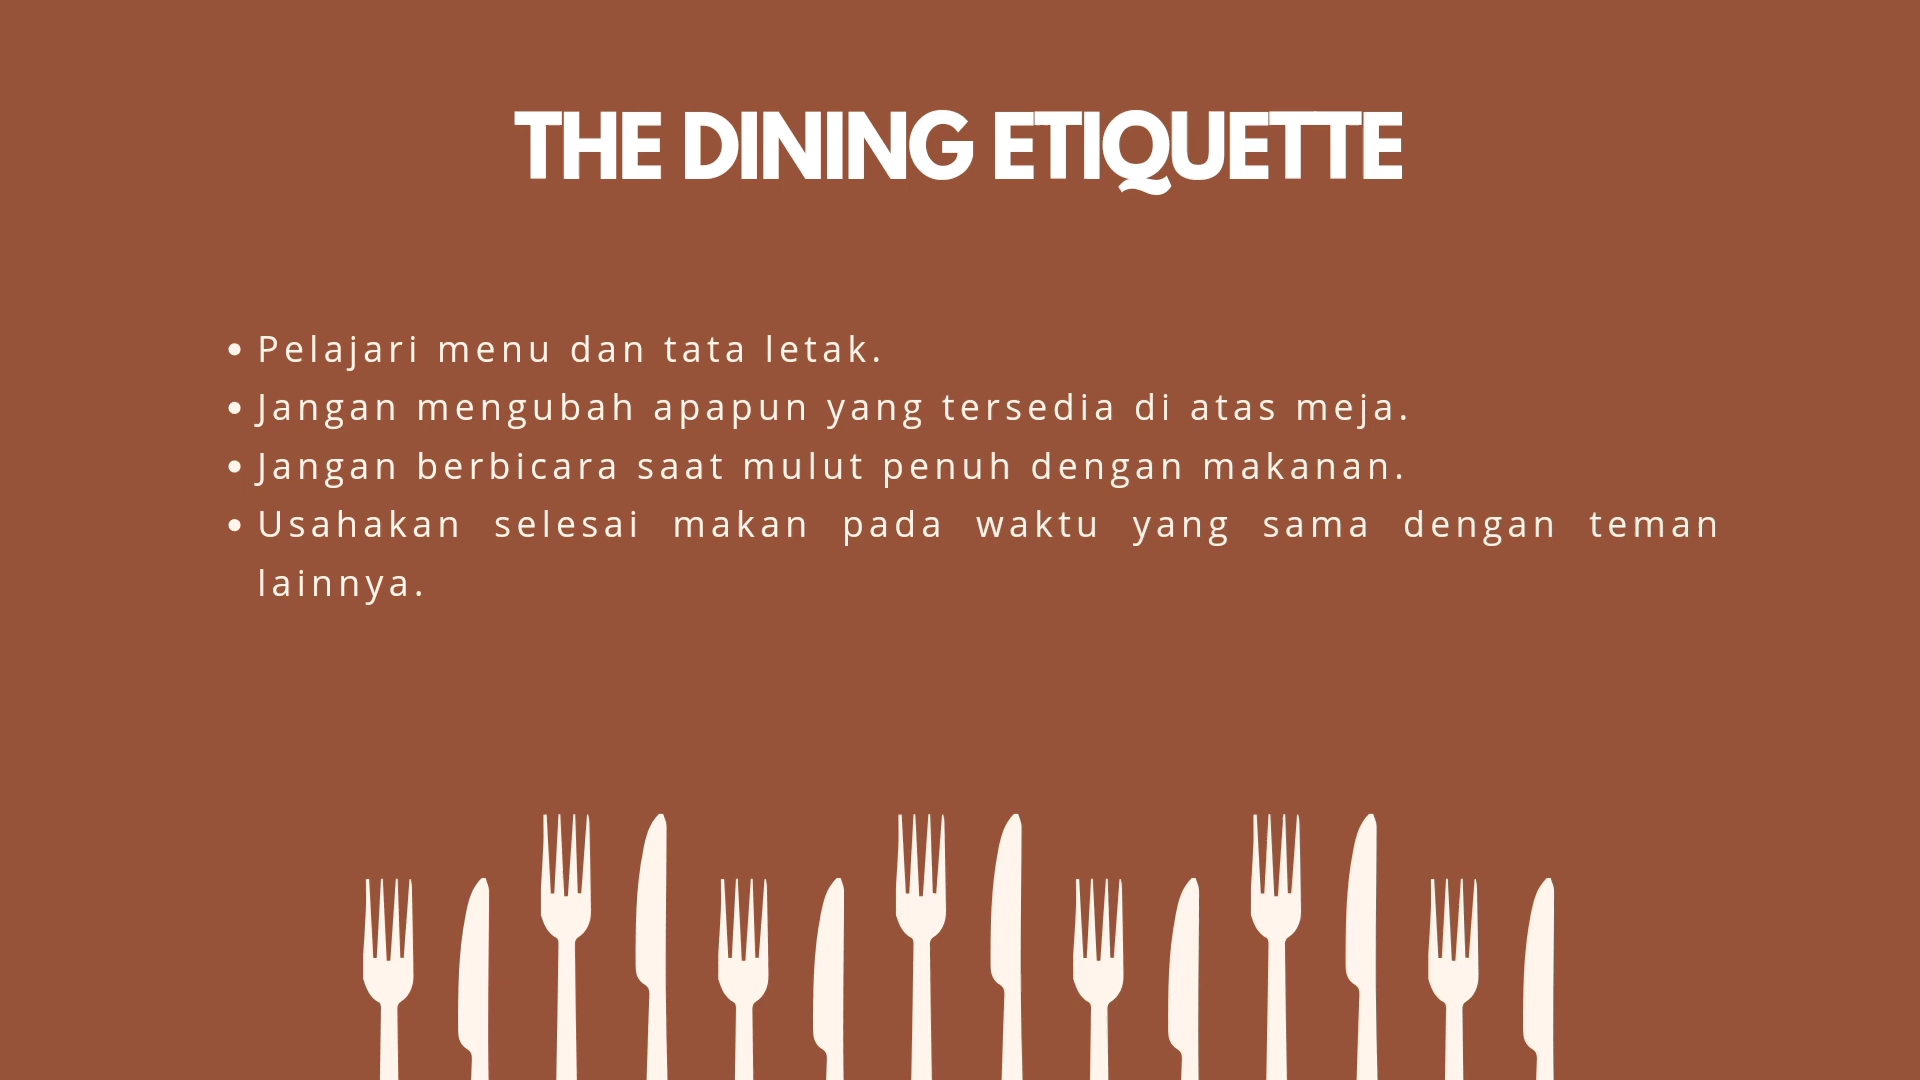 THE DINING ETIQUETTE
• Pelajari menu dan tata letak.
• Jangan mengubah apapun yang tersedia di atas meja.
• Jangan berbicara saat mulut penuh dengan makanan.
• Usahakan selesai makan pada waktu yang sama dengan teman
lainnya.